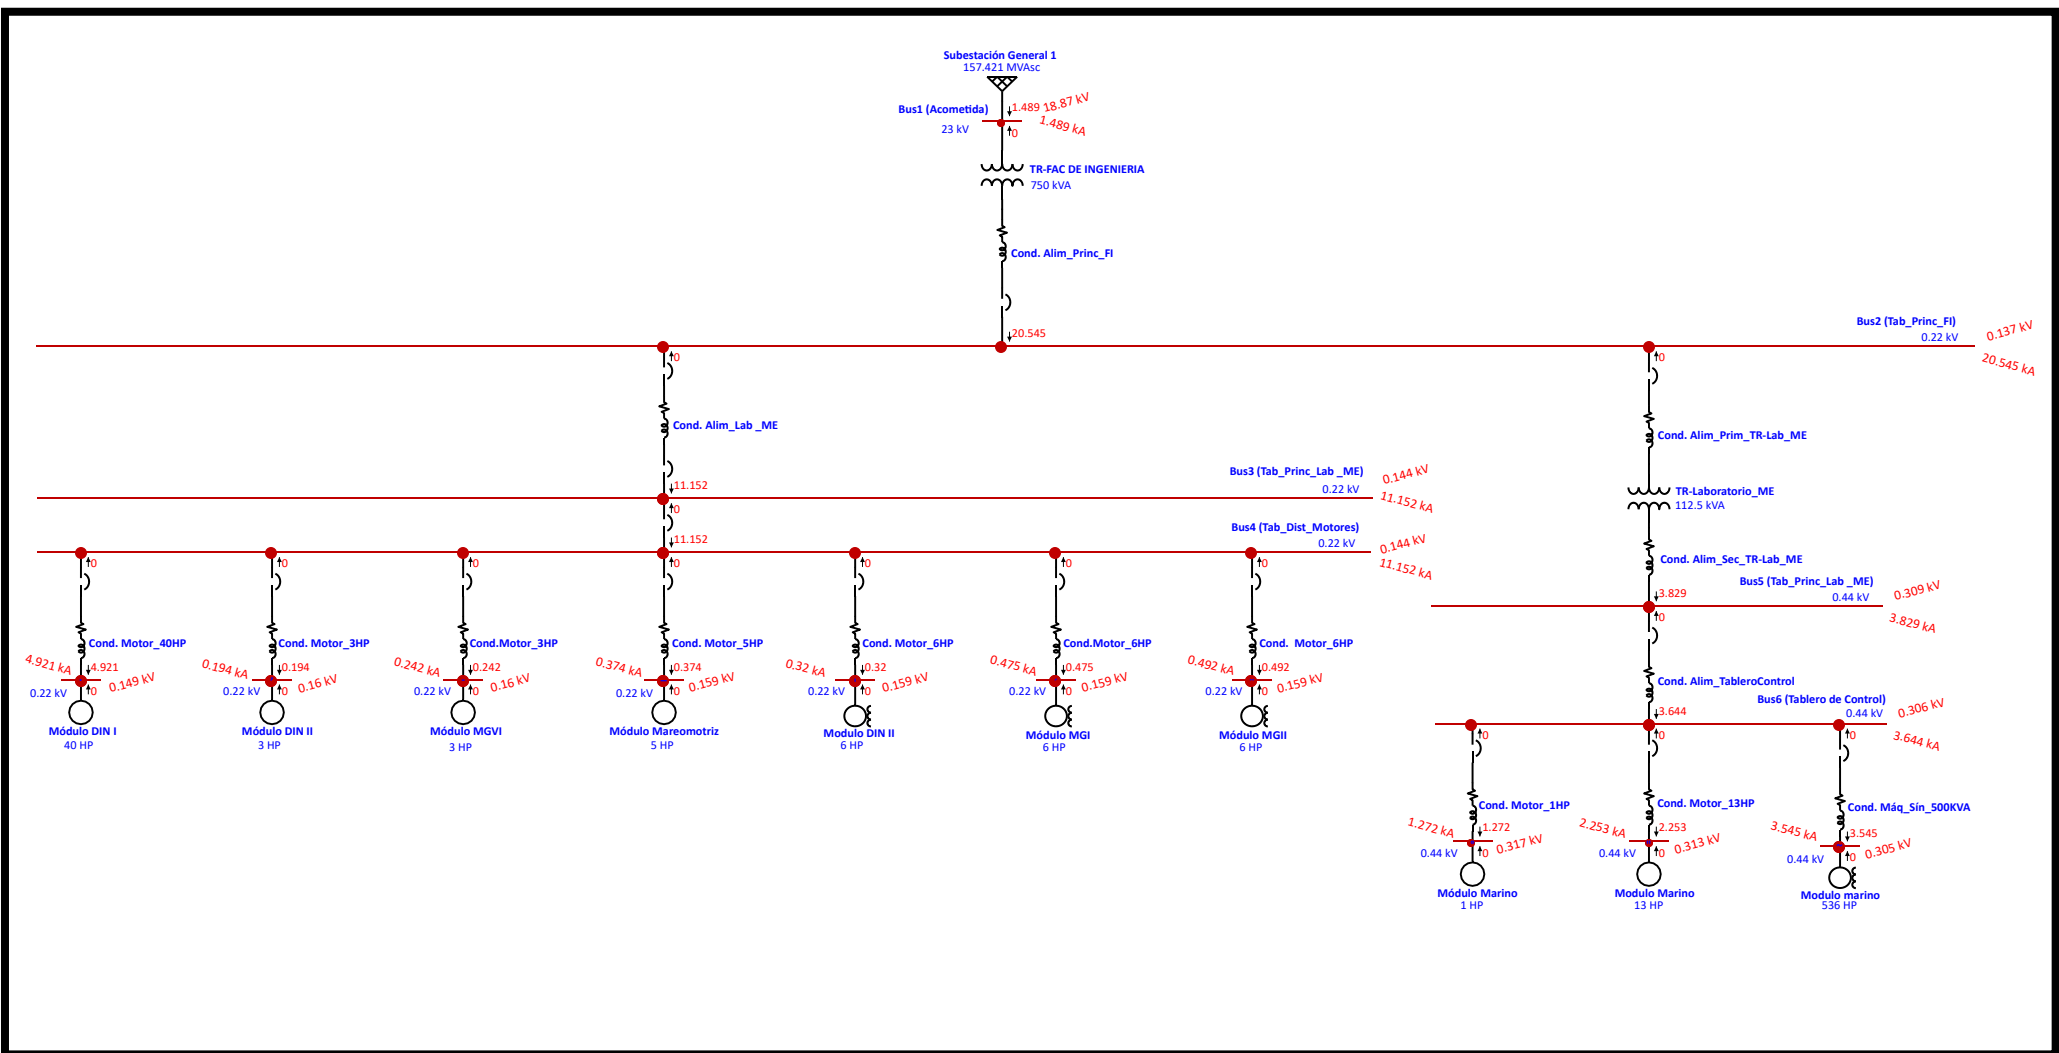 Subestación General 1
157.421 MVAsc
1.489
18.87 kV
Bus1 (Acometida)
23 kV
1.489 kA
0
TR-FAC DE INGENIERIA
750 kVA
Cond. Alim_Princ_FI
20.545
Bus2 (Tab_Princ_FI)
0.22 kV
0.137 kV
20.545 kA
0
0
Cond. Alim_Lab _ME
Cond. Alim_Prim_TR-Lab_ME
11.152
Bus3 (Tab_Princ_Lab _ME)
0.22 kV
0.144 kV
11.152 kA
0
TR-Laboratorio_ME
112.5 kVA
11.152
Bus4 (Tab_Dist_Motores)
0.22 kV
0.144 kV
11.152 kA
0
0
0
0
0
0
0
Cond. Alim_Sec_TR-Lab_ME
3.829
Bus5 (Tab_Princ_Lab _ME)
0.44 kV
0.309 kV
3.829 kA
0
Cond. Motor_40HP
4.921 kA
4.921
0.22 kV
0
0.149 kV
Módulo DIN I
40 HP
Cond. Motor_3HP
0.194 kA
0.194
0.22 kV
0
0.16 kV
Módulo DIN II
3 HP
Cond.Motor_3HP
0.242 kA
0.242
0.22 kV
0
0.16 kV
Módulo MGVI
3 HP
Cond. Motor_5HP
0.374 kA
0.374
0.22 kV
0
0.159 kV
Módulo Mareomotriz
5 HP
Cond. Motor_6HP
0.32 kA
0.32
0.22 kV
0
0.159 kV
Modulo DIN II
6 HP
Cond.Motor_6HP
0.475 kA
0.475
0.22 kV
0
0.159 kV
Módulo MGI
6 HP
Cond. Motor_6HP
0.492 kA
0.492
0.22 kV
0
0.159 kV
Módulo MGII
6 HP
Cond. Alim_TableroControl
3.644
Bus6 (Tablero de Control)
0.44 kV
0.306 kV
3.644 kA
0
0
0
Cond. Motor_1HP
1.272 kA
1.272
0.44 kV
0
0.317 kV
Módulo Marino
1 HP
Cond. Motor_13HP
2.253 kA
2.253
0.44 kV
0
0.313 kV
Modulo Marino
13 HP
Cond. Máq_Sín_500KVA
3.545 kA
3.545
0.44 kV
0
0.305 kV
Modulo marino
536 HP